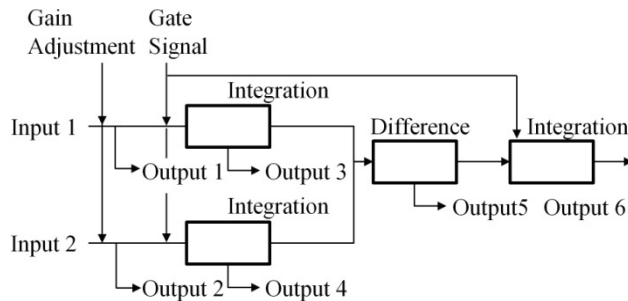 Gain
Adjustment
Gate
Signal
Integration
Input 1
Difference
Integration
Output 1
Output 3
Integration
Output5
Output 6
Input 2
Output 2
Output 4